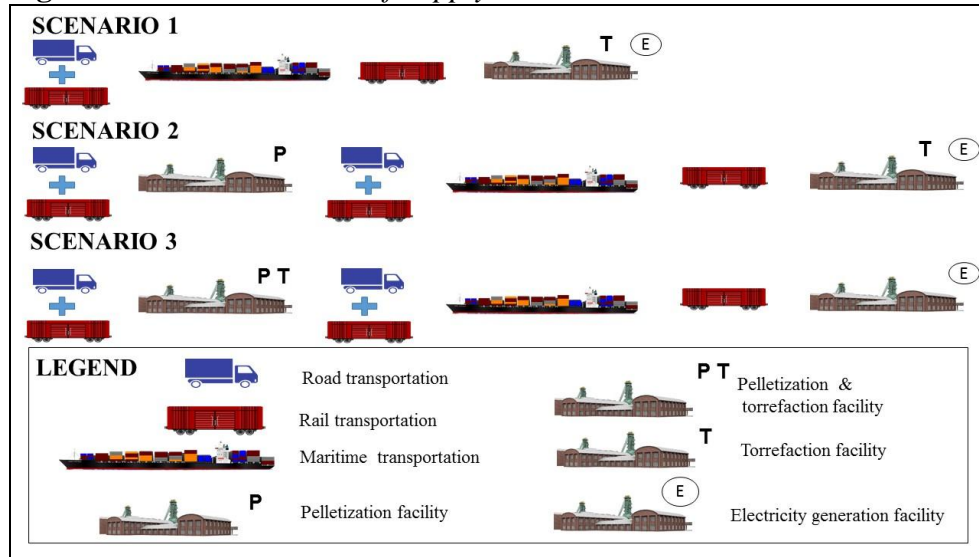 SCENARIO 1
T E
SCENARIO 2
P
T E
SCENARIO 3
P T
E
LEGEND
Road transportation
Rail transportation
Maritime transportation
P
Pelletization facility
P T
Pelletization &
torrefaction facility
T
Torrefaction facility
E
Electricity generation facility